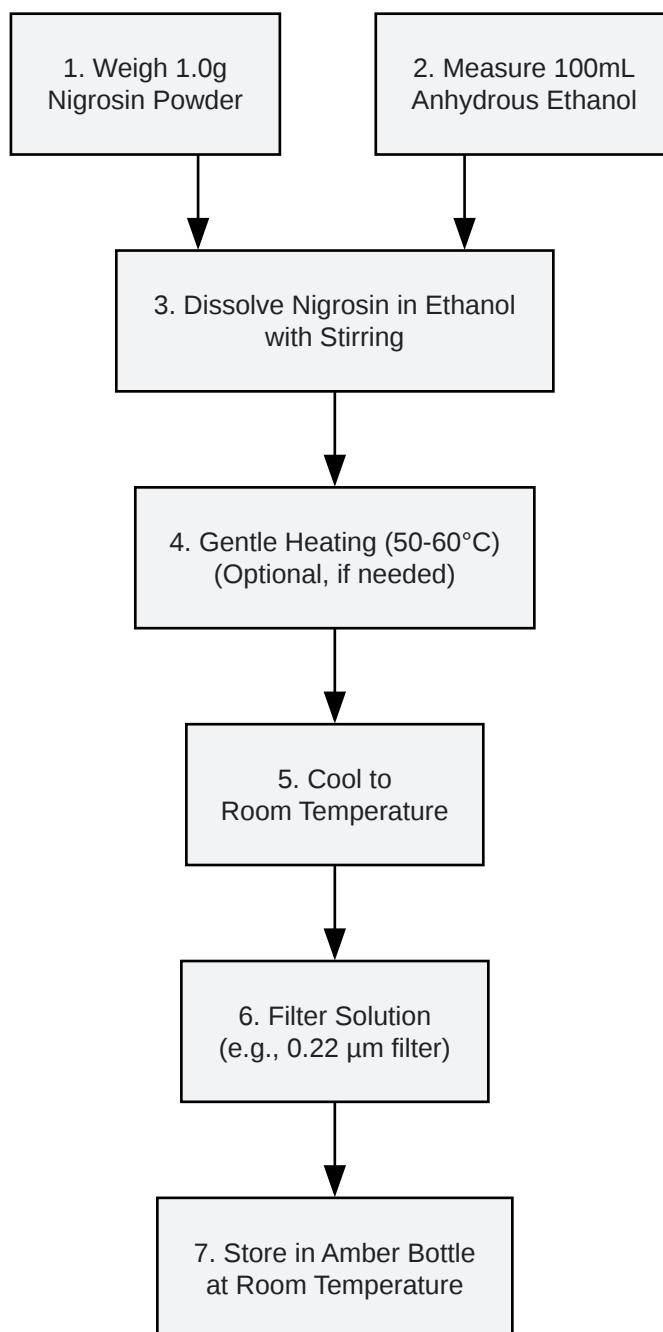 1. Weigh 1.0g
Nigrosin Powder
2. Measure 100mL
Anhydrous Ethanol
3. Dissolve Nigrosin in Ethanol
with Stirring
4. Gentle Heating (50-60°C)
(Optional, if needed)
5. Cool to
Room Temperature
6. Filter Solution
(e.g., 0.22 µm filter)
7. Store in Amber Bottle
at Room Temperature